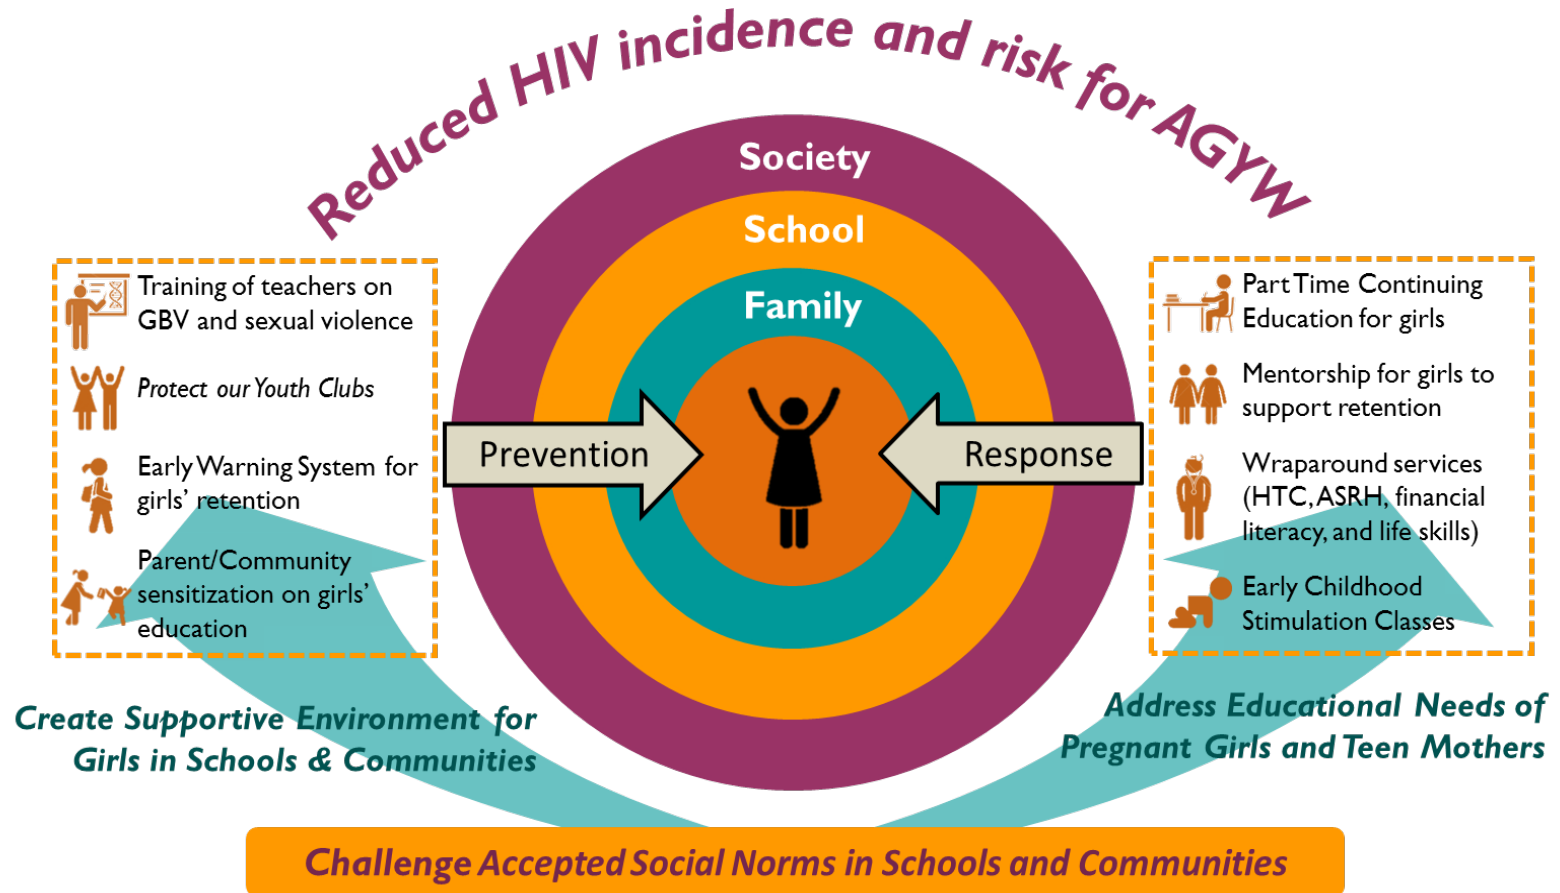 Reduced HIV incidence and risk for AGYW
Society
School
Family
Prevention
Response
Training of teachers on
GBV and sexual violence
Protect our Youth Clubs
Early Warning System for
girls’ retention
Parent/Community
sensitization on girls’
education
Create Supportive Environment for
Girls in Schools & Communities
Part Time Continuing
Education for girls
Mentorship for girls to
support retention
Wraparound services
(HTC, ASRH, financial
literacy, and life skills)
Early Childhood
Stimulation Classes
Address Educational Needs of
Pregnant Girls and Teen Mothers
Challenge Accepted Social Norms in Schools and Communities